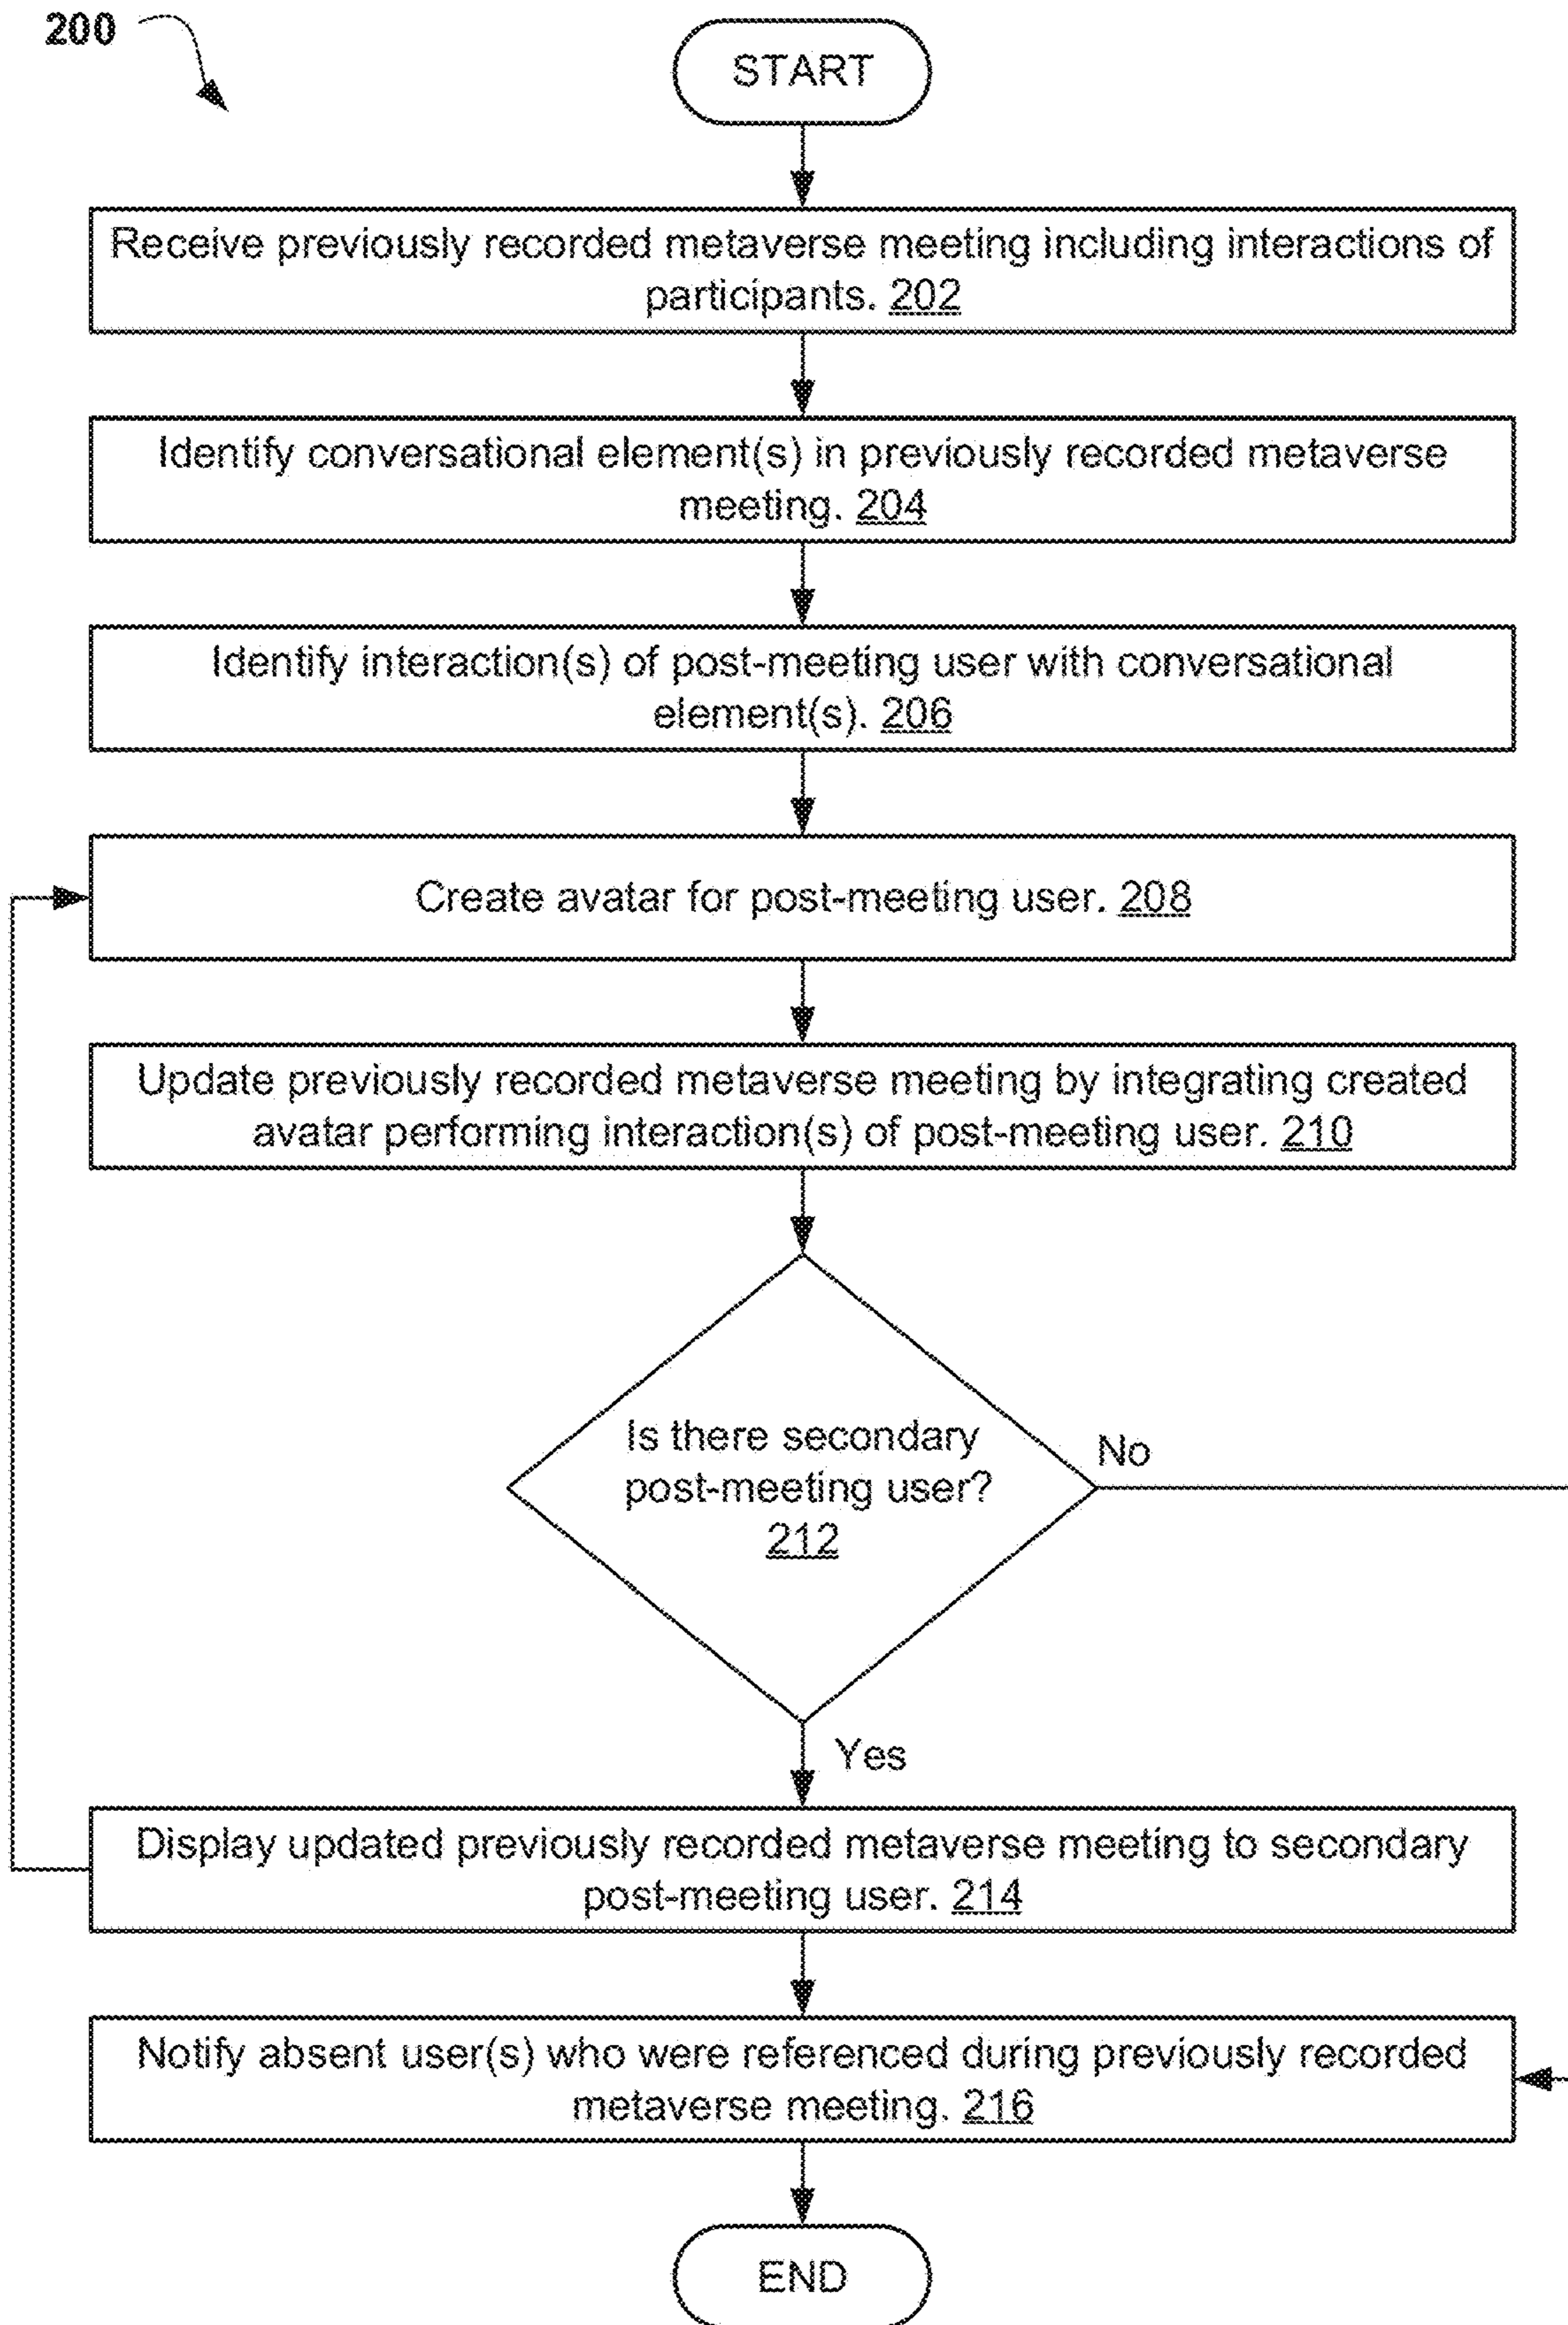 200
START
Receive previously recorded metaverse meeting including interactions of
participants. 202
Identify conversational element(s) in previously recorded metaverse
meeting. 204
Identify interaction(s) of post-meeting user with conversational
element(s). 206
Create avatar for post-meeting user. 208
Update previously recorded metaverse meeting by integrating created
avatar performing interaction(s) of post-meeting user. 210
Is there secondary
post-meeting user?
212
No
Yes
Display updated previously recorded metaverse meeting to secondary
post-meeting user. 214
Notify absent user(s) who were referenced during previously recorded
metaverse meeting. 216
END